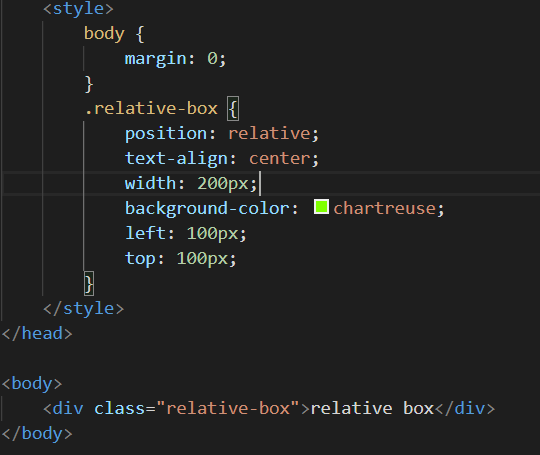 <style>
body {
margin: 0;
}
.relative-box {
position: relative;
text-align: center;
width: 200px;
background-color: chartreuse;
left: 100px;
top: 100px;
}
</style>
</head>
<body>
<div class="relative-box">relative box</div>
</body>